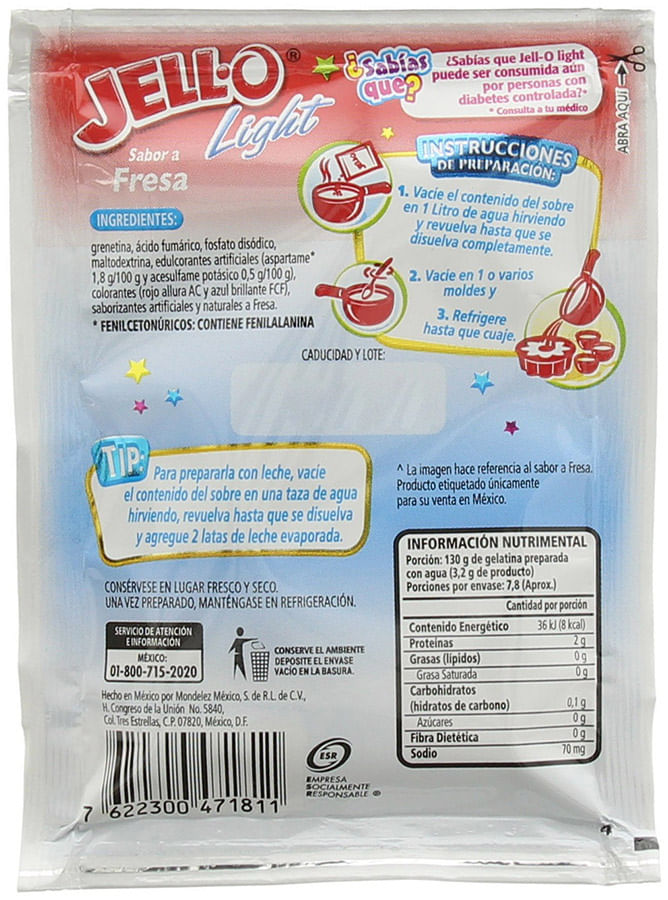 JELL-O®
Light
Sabor a
Fresa
¿Sabías
que?
¿Sabías que Jell-O light
puede ser consumida aún
por personas con
diabetes controlada?*
* Consulta a tu médico
ABRA AQUÍ
INGREDIENTES:
grenetina, ácido fumárico, fosfato disódico,
maltodextrina, edulcorantes artificiales (aspartame*
1,8 g/100 g y acesulfame potásico 0,5 g/100 g),
colorantes (rojo allura AC y azul brillante FCF),
saborizantes artificiales y naturales a Fresa.
* FENILCETONÚRICOS: CONTIENE FENILALANINA
INSTRUCCIONES
DE PREPARACIÓN:
1. Vacíe el contenido del sobre
en 1 Litro de agua hirviendo
y revuelva hasta que se
disuelva completamente.
2. Vacíe en 1 o varios
moldes y
3. Refrigere
hasta que cuaje.
CADUCIDAD Y LOTE:
TIP:
Para prepararla con leche, vacíe
el contenido del sobre en una taza de agua
hirviendo, revuelva hasta que se disuelva
y agregue 2 latas de leche evaporada.
^ La imagen hace referencia al sabor a Fresa.
Producto etiquetado únicamente
para su venta en México.
CONSÉRVESE EN LUGAR FRESCO Y SECO.
UNA VEZ PREPARADO, MANTÉNGASE EN REFRIGERACIÓN.
SERVICIO DE ATENCIÓN
E INFORMACIÓN
MÉXICO:
01-800-715-2020
CONSERVE EL AMBIENTE
DEPOSITE EL ENVASE
VACÍO EN LA BASURA.
Hecho en México por Mondelez México, S. de R.L. de C.V.,
H. Congreso de la Unión No. 5840,
Col. Tres Estrellas, C.P. 07820, México, D.F.
7 622300 471811
ESR
EMPRESA
SOCIALMENTE
RESPONSABLE ®
INFORMACIÓN NUTRIMENTAL
Porción: 130 g de gelatina preparada
con agua (3,2 g de producto)
Porciones por envase: 7,8 (Aprox.)
Cantidad por porción
Contenido Energético 36 kJ (8 kcal)
Proteínas 2 g
Grasas (lípidos) 0 g
Grasa Saturada 0 g
Carbohidratos
(hidratos de carbono) 0,1 g
Azúcares 0 g
Fibra Dietética 0 g
Sodio 70 mg
4